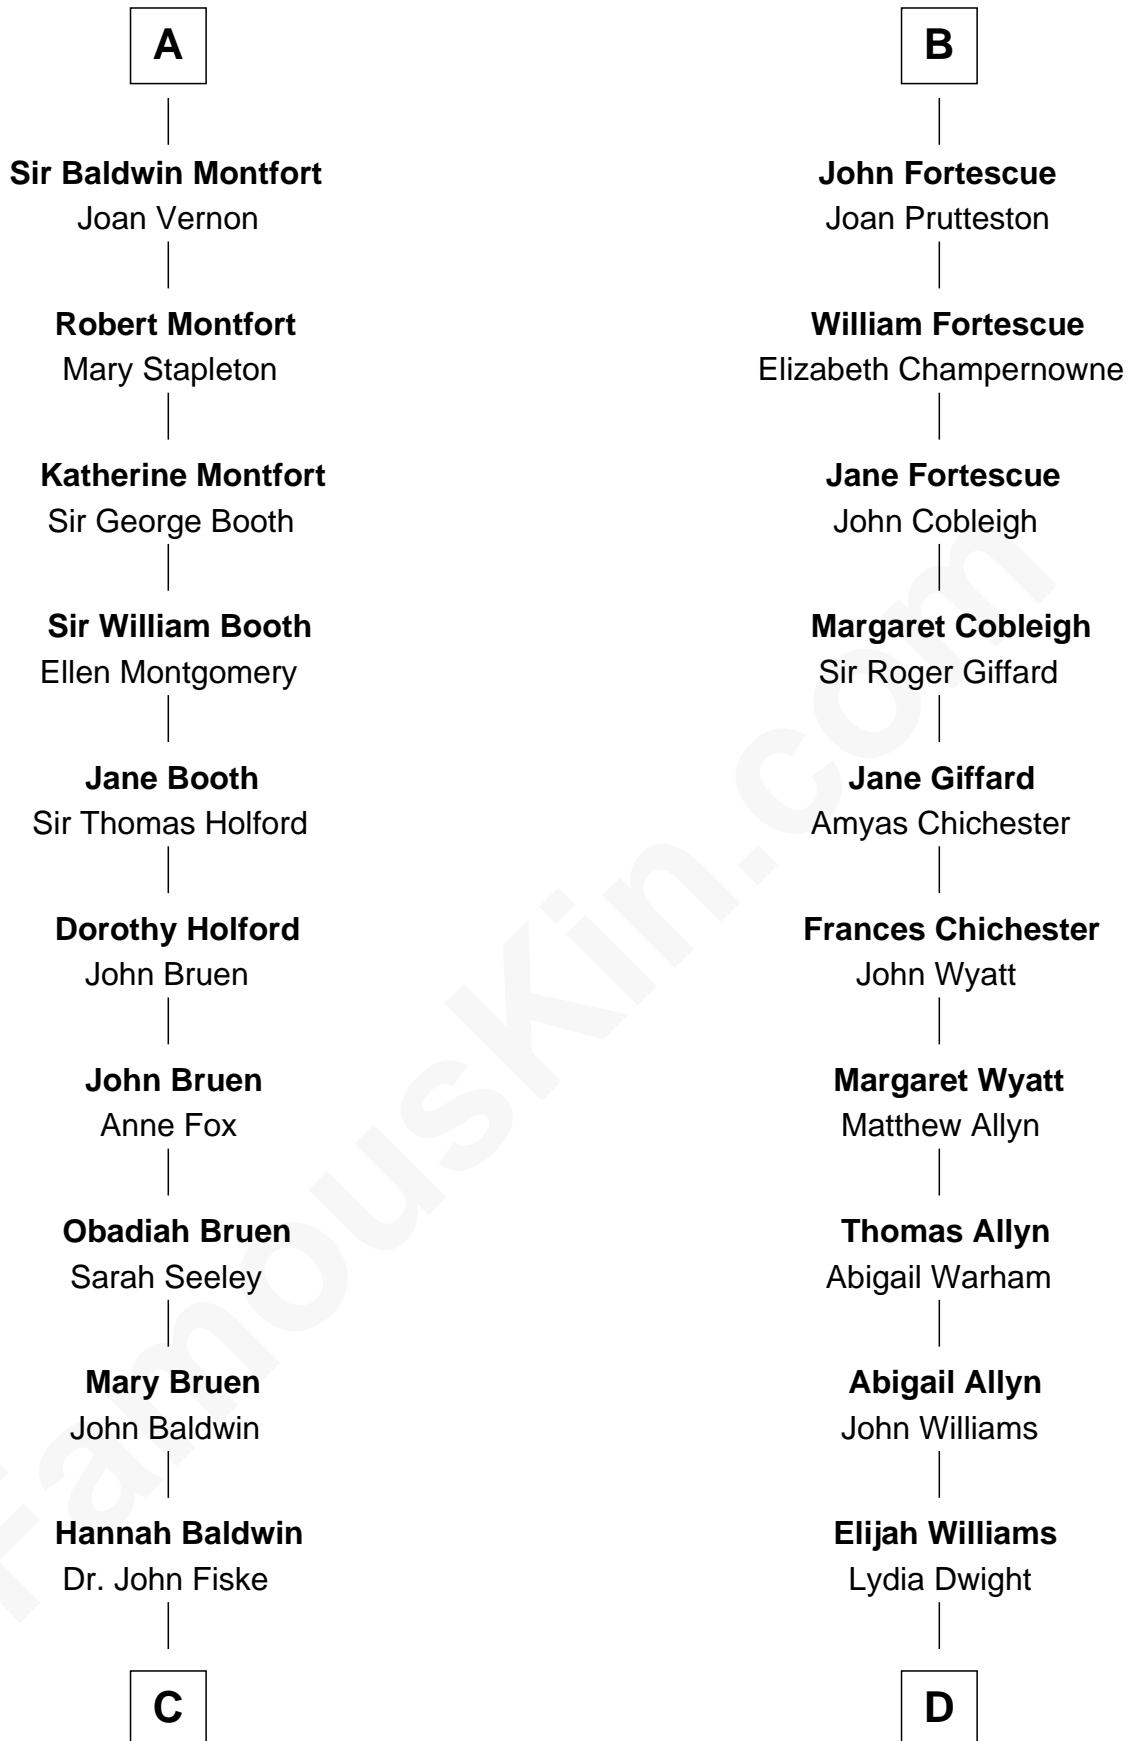 A
Sir Baldwin Montfort
Joan Vernon
Robert Montfort
Mary Stapleton
Katherine Montfort
Sir George Booth
Sir William Booth
Ellen Montgomery
Jane Booth
Sir Thomas Holford
Dorothy Holford
John Bruen
John Bruen
Anne Fox
Obadiah Bruen
Sarah Seeley
Mary Bruen
John Baldwin
Hannah Baldwin
Dr. John Fiske
C
B
John Fortescue
Joan Prutteston
William Fortescue
Elizabeth Champernowne
Jane Fortescue
John Cobleigh
Margaret Cobleigh
Sir Roger Giffard
Jane Giffard
Amyas Chichester
Frances Chichester
John Wyatt
Margaret Wyatt
Matthew Allyn
Thomas Allyn
Abigail Warham
Abigail Allyn
John Williams
Elijah Williams
Lydia Dwight
D
FamousKin.com